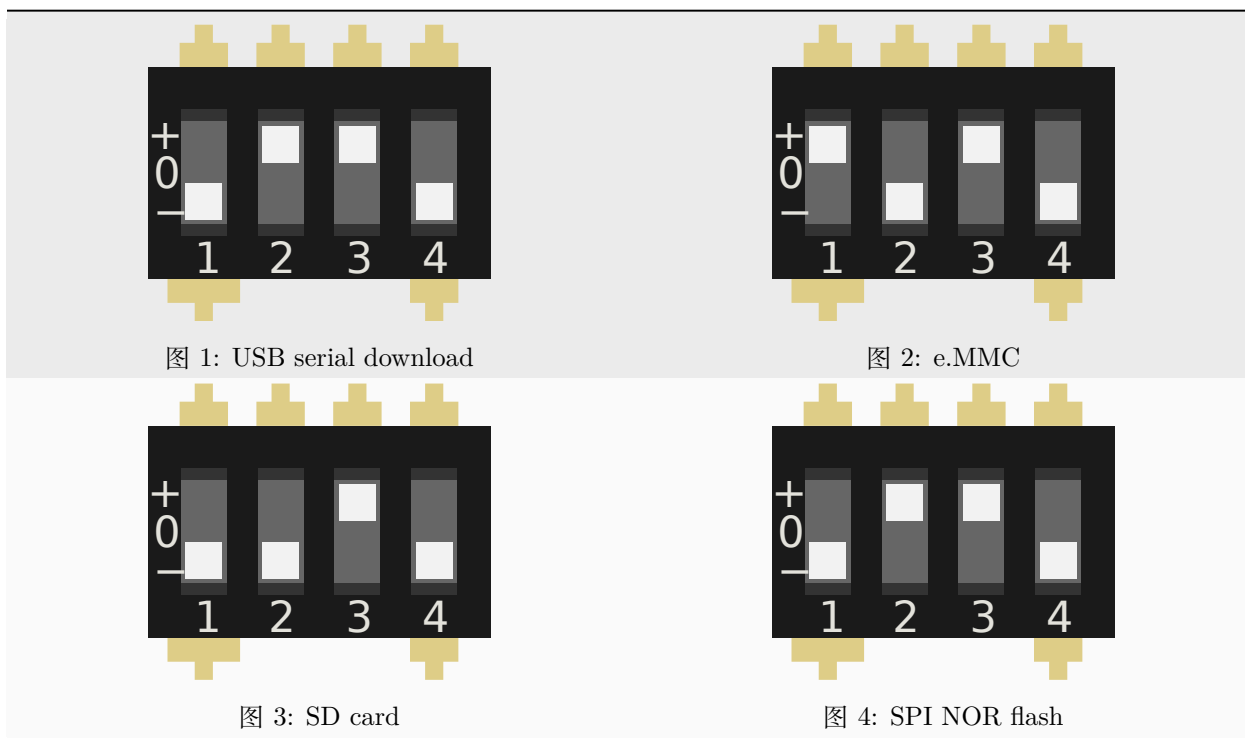 +
0
−
1 2 3 4
图 1: USB serial download
+
0
−
1 2 3 4
图 2: e.MMC
+
0
−
1 2 3 4
图 3: SD card
+
0
−
1 2 3 4
图 4: SPI NOR flash